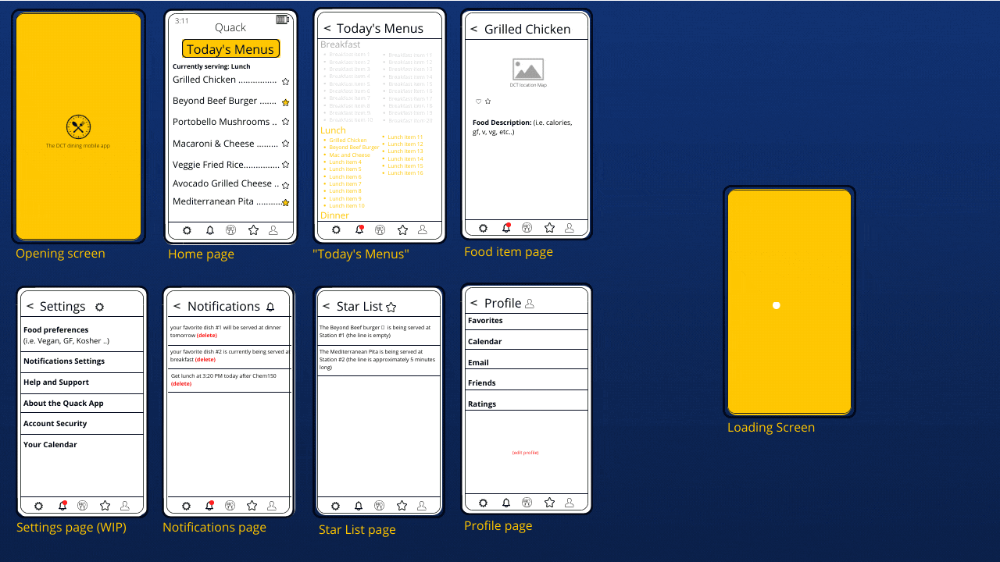 The DCT dining mobile app
Opening screen
3:11
Quack
Today's Menus
Currently serving: Lunch
Grilled Chicken ...............
Beyond Beef Burger .......
Portobello Mushrooms ..
Macaroni & Cheese .........
Veggie Fried Rice..............
Avocado Grilled Cheese ..
Mediterranean Pita ...........
Home page
< Today's Menus
Breakfast
Breakfast item 1
Breakfast item 2
Breakfast item 3
Breakfast item 4
Breakfast item 5
Breakfast item 6
Breakfast item 7
Breakfast item 8
Breakfast item 9
Breakfast item 10
Breakfast item 11
Breakfast item 12
Breakfast item 13
Breakfast item 14
Breakfast item 15
Breakfast item 16
Breakfast item 17
Breakfast item 18
Breakfast item 19
Breakfast item 20
Lunch
Grilled Chicken
Beyond Beef Burger
Mac and Cheese
Lunch item 4
Lunch item 5
Lunch item 6
Lunch item 7
Lunch item 8
Lunch item 9
Lunch item 10
Lunch item 11
Lunch item 12
Lunch item 13
Lunch item 14
Lunch item 15
Lunch item 16
Dinner
"Today's Menus"
< Grilled Chicken
DCT location Map
Food Description: (i.e. calories,
gf, v, vg, etc..)
Food item page
< Settings
Food preferences
(i.e. Vegan, GF, Kosher ..)
Notifications Settings
Help and Support
About the Quack App
Account Security
Your Calendar
Settings page (WIP)
< Notifications
your favorite dish #1 will be served at dinner
tomorrow (delete)
your favorite dish #2 is currently being served at
breakfast (delete)
Get lunch at 3:20 PM today after Chem150
(delete)
Notifications page
< Star List
The Beyond Beef burger is being served at
Station #1 (the line is empty)
The Mediterranean Pita is being served at
Station #2 (the line is approximately 5 minutes
long)
Star List page
< Profile
Favorites
Calendar
Email
Friends
Ratings
(edit profile)
Profile page
Loading Screen